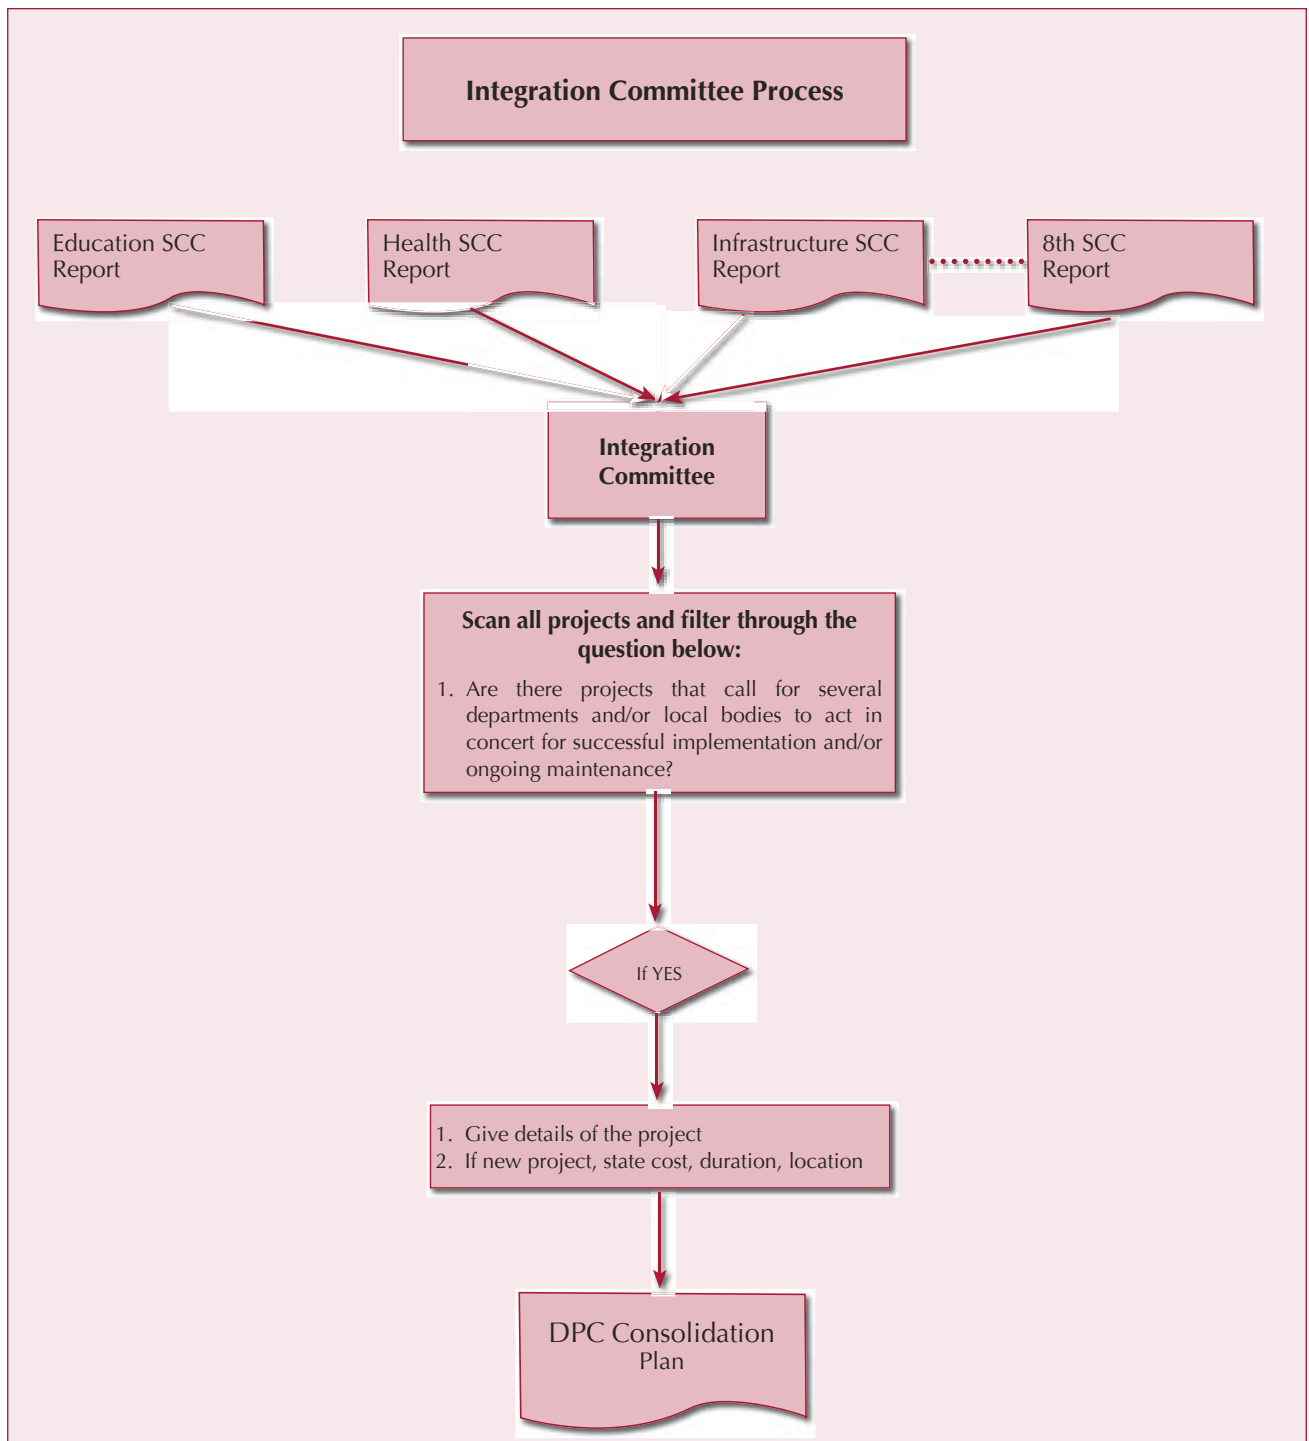 Integration Committee Process
Education SCC
Report
Health SCC
Report
Infrastructure SCC
Report
8th SCC
Report
Integration
Committee
Scan all projects and filter through the
question below:
1. Are there projects that call for several
departments and/or local bodies to act in
concert for successful implementation and/or
ongoing maintenance?
If YES
1. Give details of the project
2. If new project, state cost, duration, location
DPC Consolidation
Plan